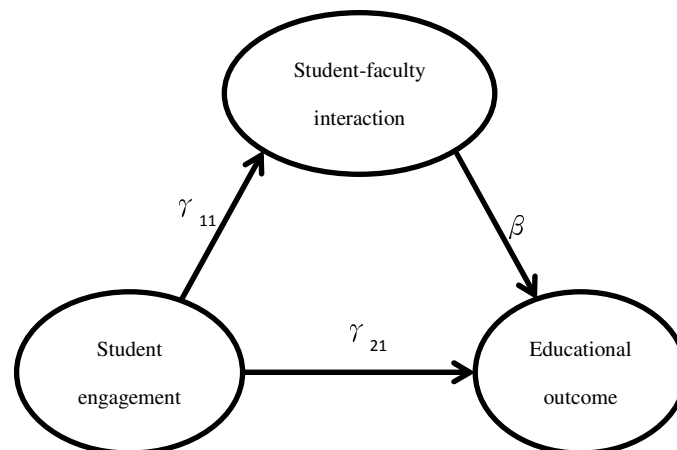 Student-faculty
interaction
γ 11
β
γ 21
Student
engagement
Educational
outcome